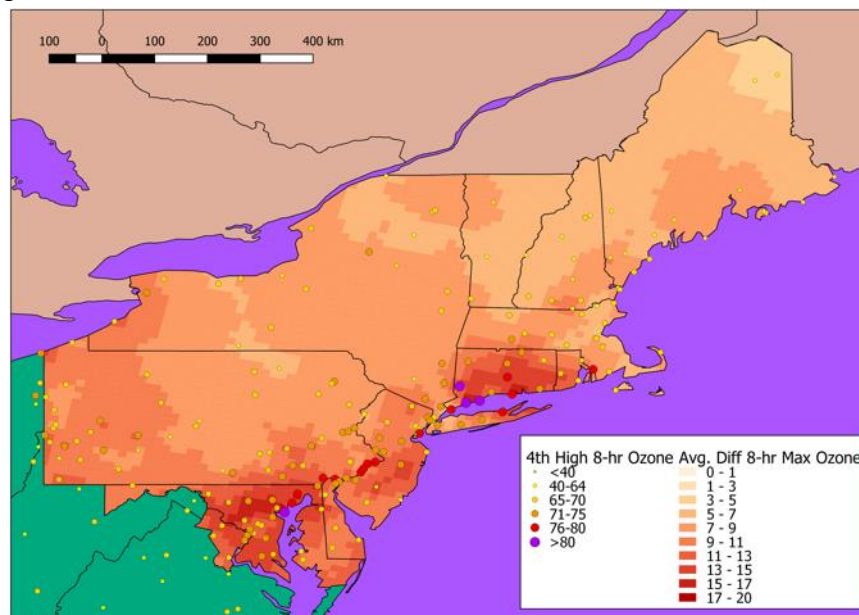 100 0 100 200 300 400 km
4th High 8-hr Ozone Avg. Diff 8-hr Max Ozone
<40 0 - 1
40-64 1 - 3
65-70 3 - 5
71-75 5 - 7
76-80 7 - 9
>80 9 - 11
11 - 13
13 - 15
15 - 17
17 - 20